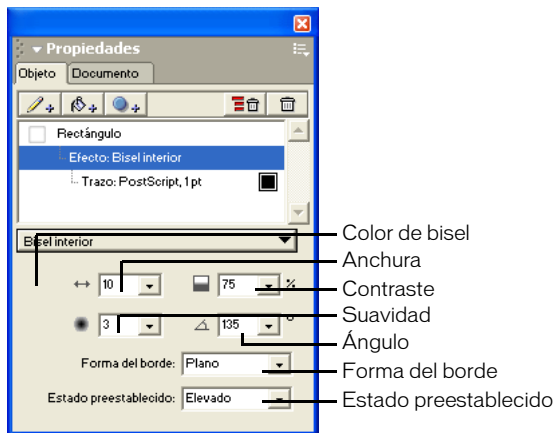 Propiedades
Objeto Documento
Rectángulo
Efecto: Bisel interior
Trazo: PostScript, 1 pt
Bisel interior
Color de bisel
Anchura
10 75 %
Contraste
Suavidad
3 135 °
Ángulo
Forma del borde: Plano
Forma del borde
Estado preestablecido: Elevado
Estado preestablecido